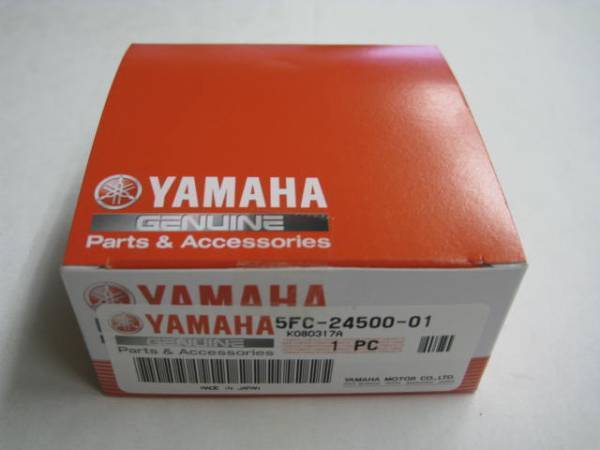 YAMAHA
GENUINE
Parts & Accessories
YAMAHA
YAMAHA 5FC-24500-01
K080317A
GENUINE 1 PC
Parts & Accessories
MADE IN JAPAN
YAMAHA MOTOR CO.,LTD.